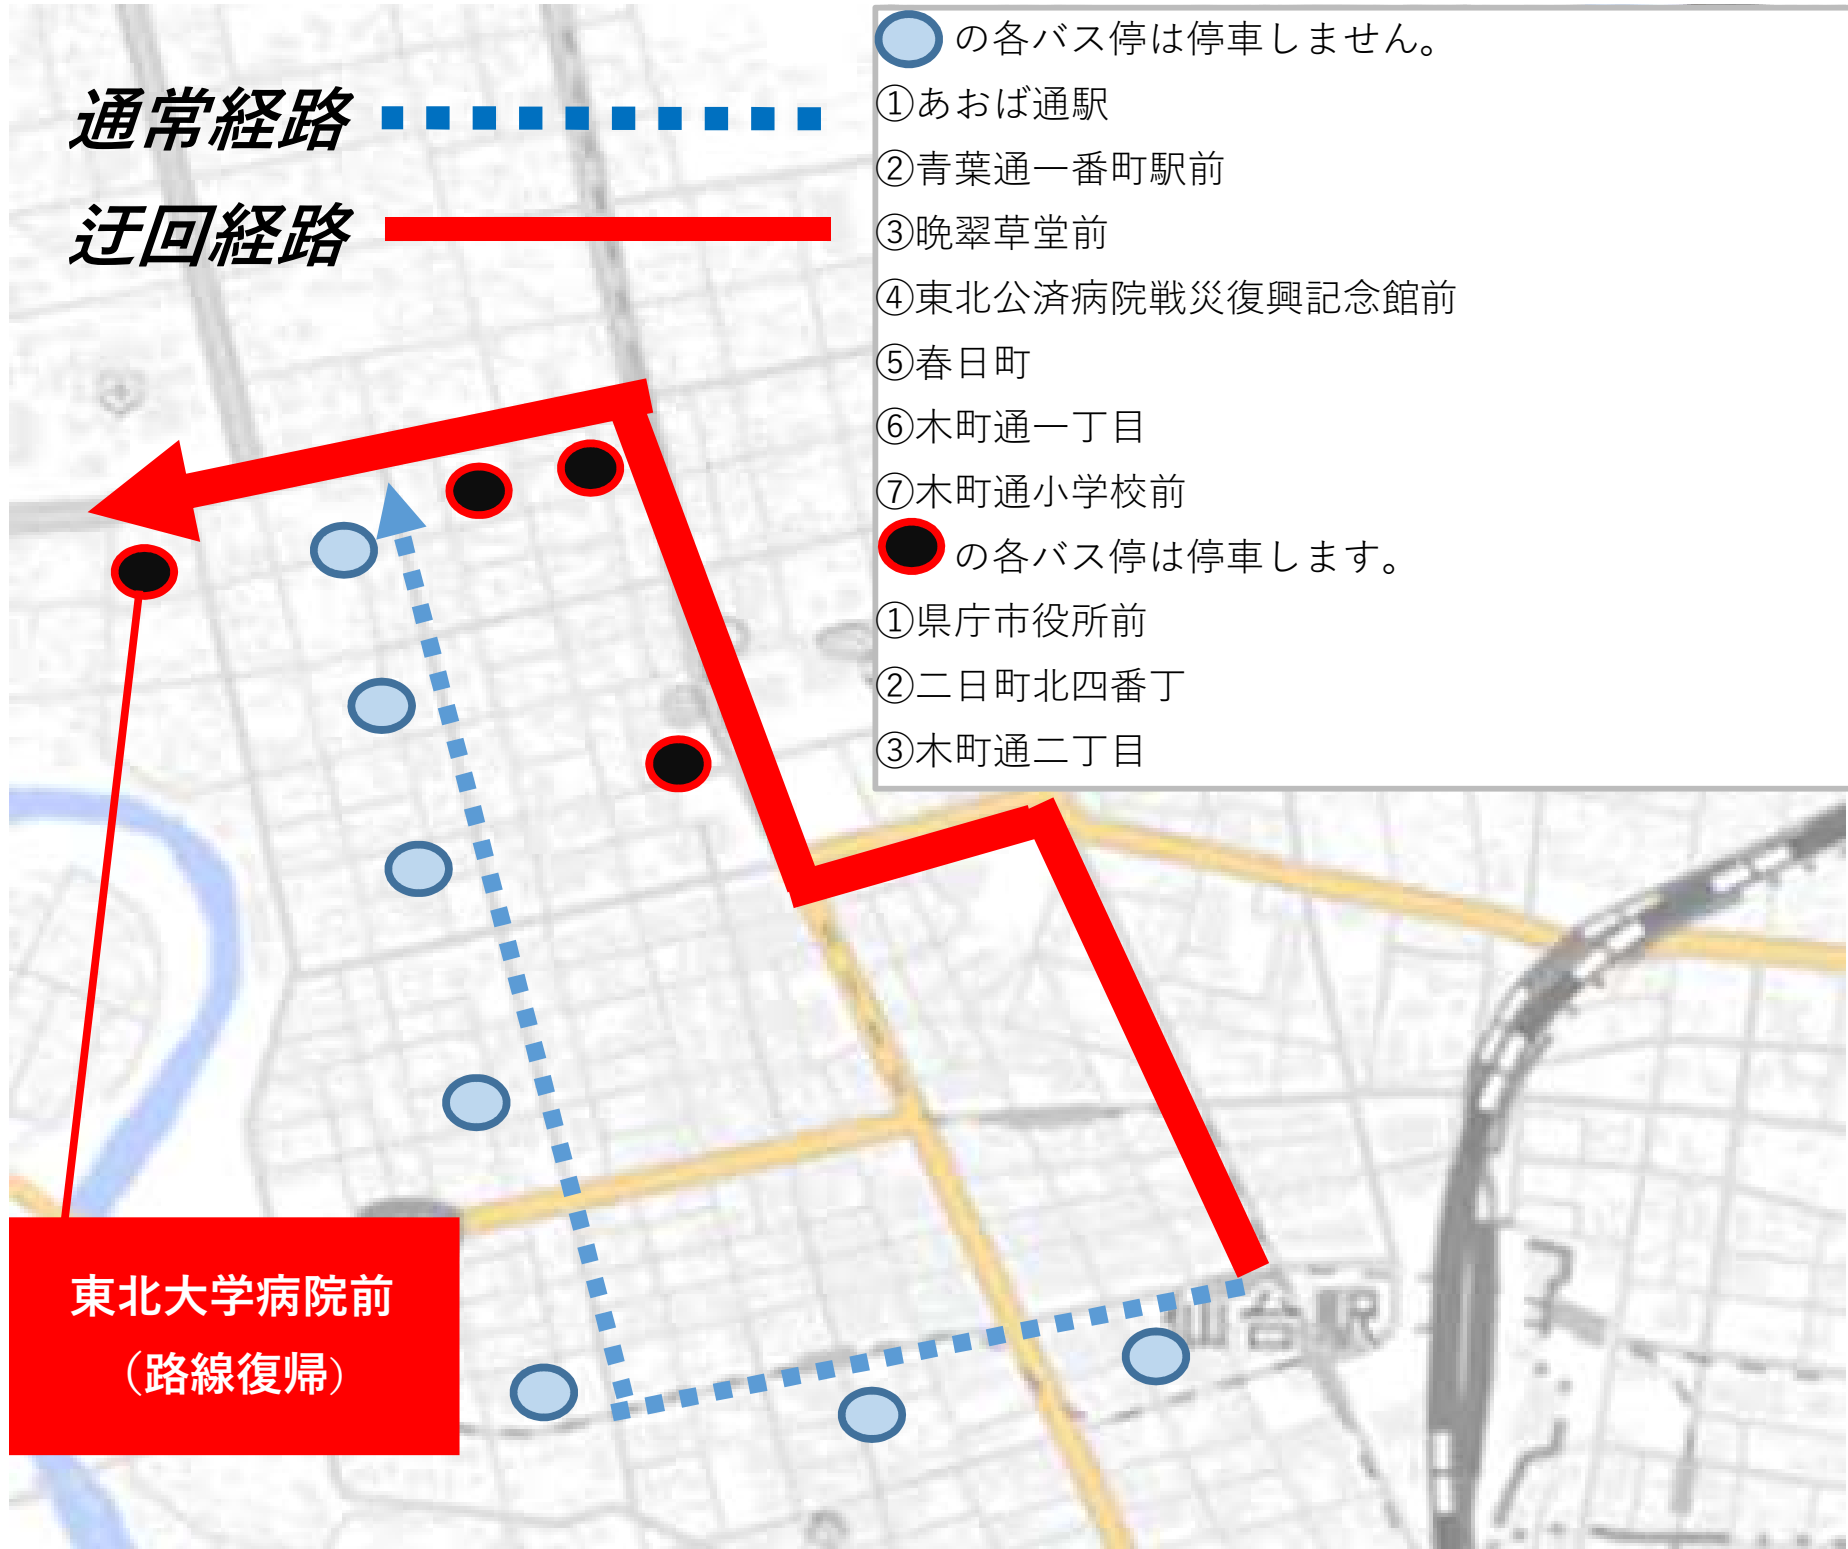 通常経路
迂回経路
の各バス停は停車しません。
①あおば通駅
②青葉通一番町駅前
③晩翠草堂前
④東北公済病院戦災復興記念館前
⑤春日町
⑥木町通一丁目
⑦木町通小学校前
の各バス停は停車します。
①県庁市役所前
②二日町北四番丁
③木町通二丁目
仙台駅
東北大学病院前
（路線復帰）